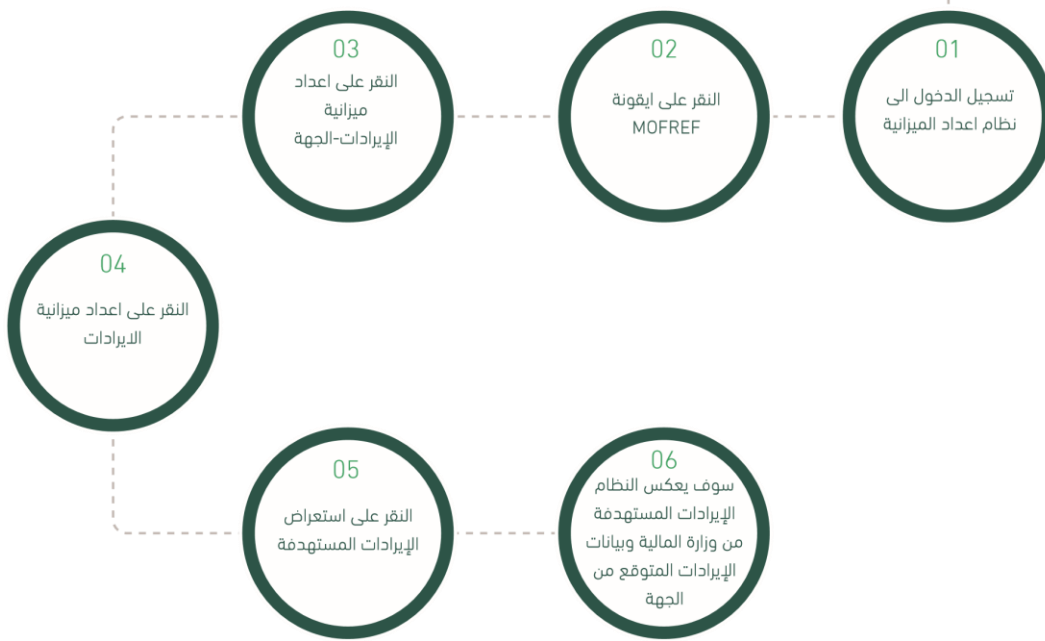 01
تسجيل الدخول الى
نظام اعداد الميزانية
02
النقر على ايقونة
MOFREF
03
النقر على اعداد
ميزانية
الإيرادات-الجهة
04
النقر على اعداد ميزانية
الايرادات
05
النقر على استعراض
الإيرادات المستهدفة
06
سوف يعكس النظام
الإيرادات المستهدفة
من وزارة المالية وبيانات
الإيرادات المتوقع من
الجهة